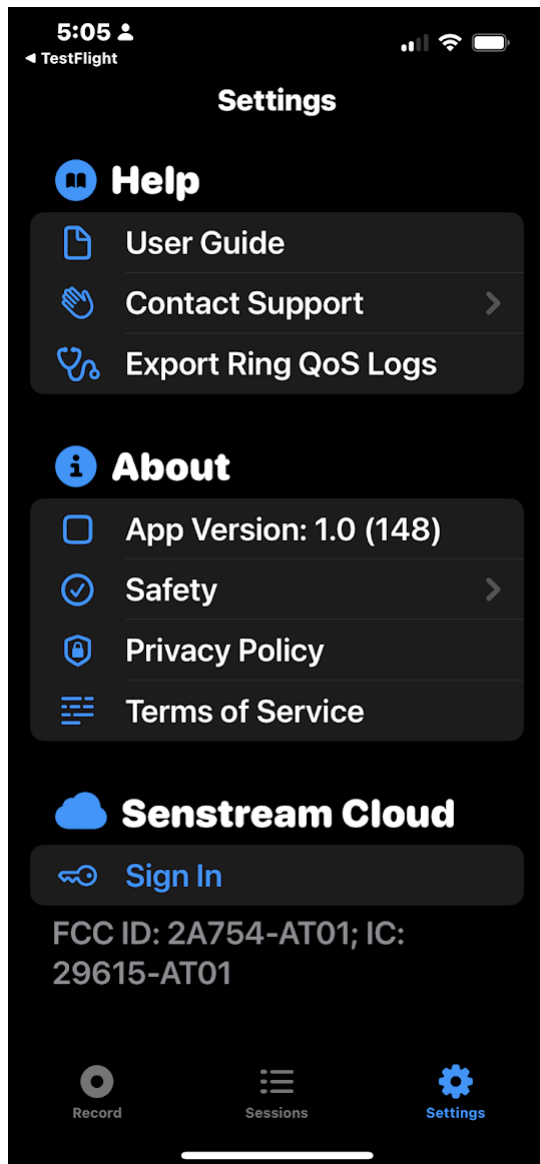 5:05
◀ TestFlight
Settings
Help
User Guide
Contact Support
Export Ring QoS Logs
About
App Version: 1.0 (148)
Safety
Privacy Policy
Terms of Service
Senstream Cloud
Sign In
FCC ID: 2A754-AT01; IC:
29615-AT01
Record Sessions Settings